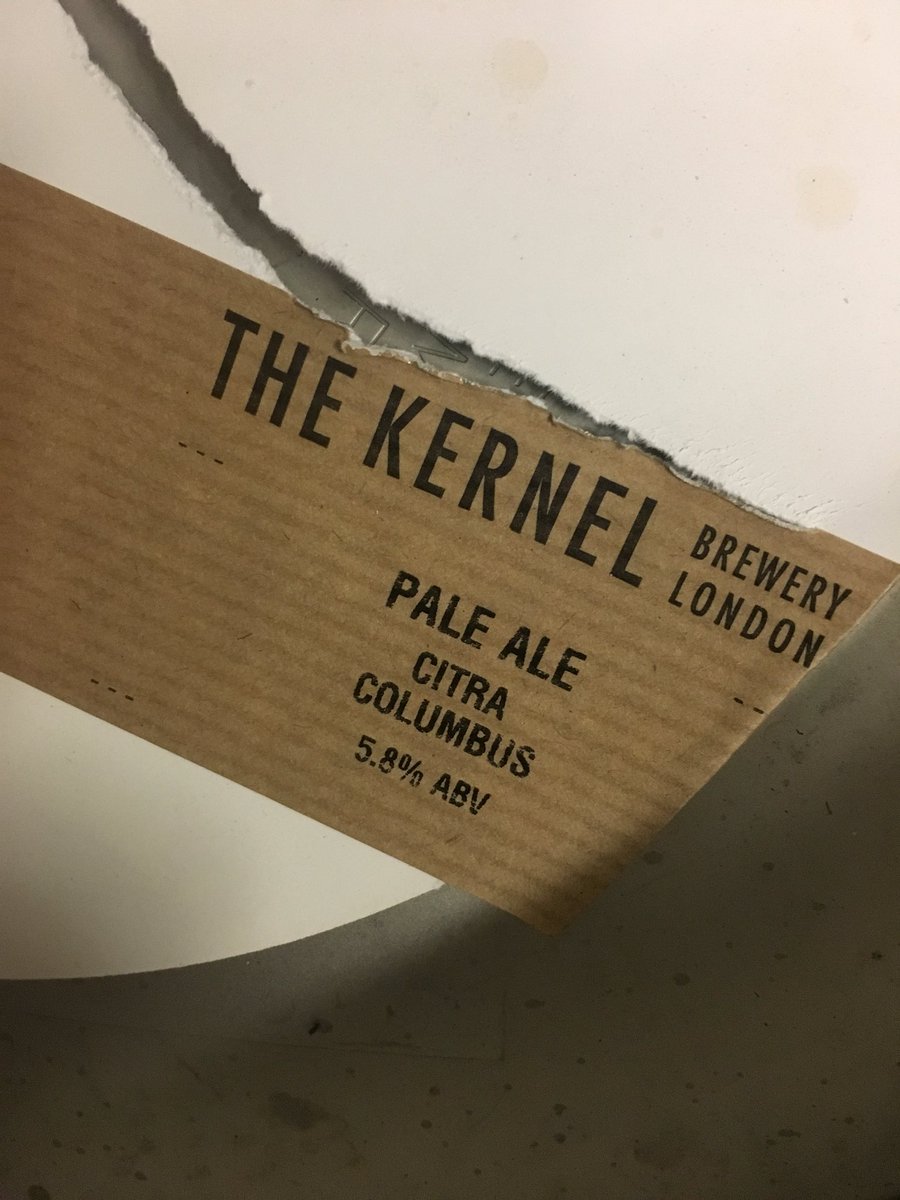 THE KERNEL
BREWERY
LONDON
PALE ALE
CITRA
COLUMBUS
5.8% ABV